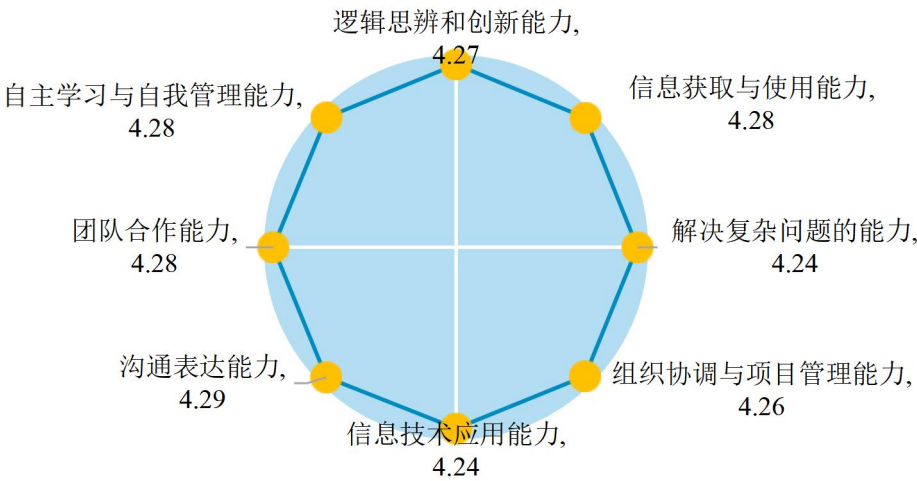 逻辑思辨和创新能力,
4.27
信息获取与使用能力,
4.28
解决复杂问题的能力,
4.24
组织协调与项目管理能力,
4.26
信息技术应用能力,
4.24
沟通表达能力,
4.29
团队合作能力,
4.28
自主学习与自我管理能力,
4.28